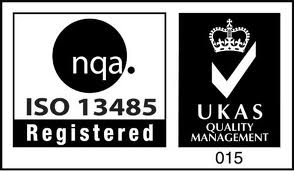 nqa.
ISO 13485
Registered
UKAS
QUALITY
MANAGEMENT
015